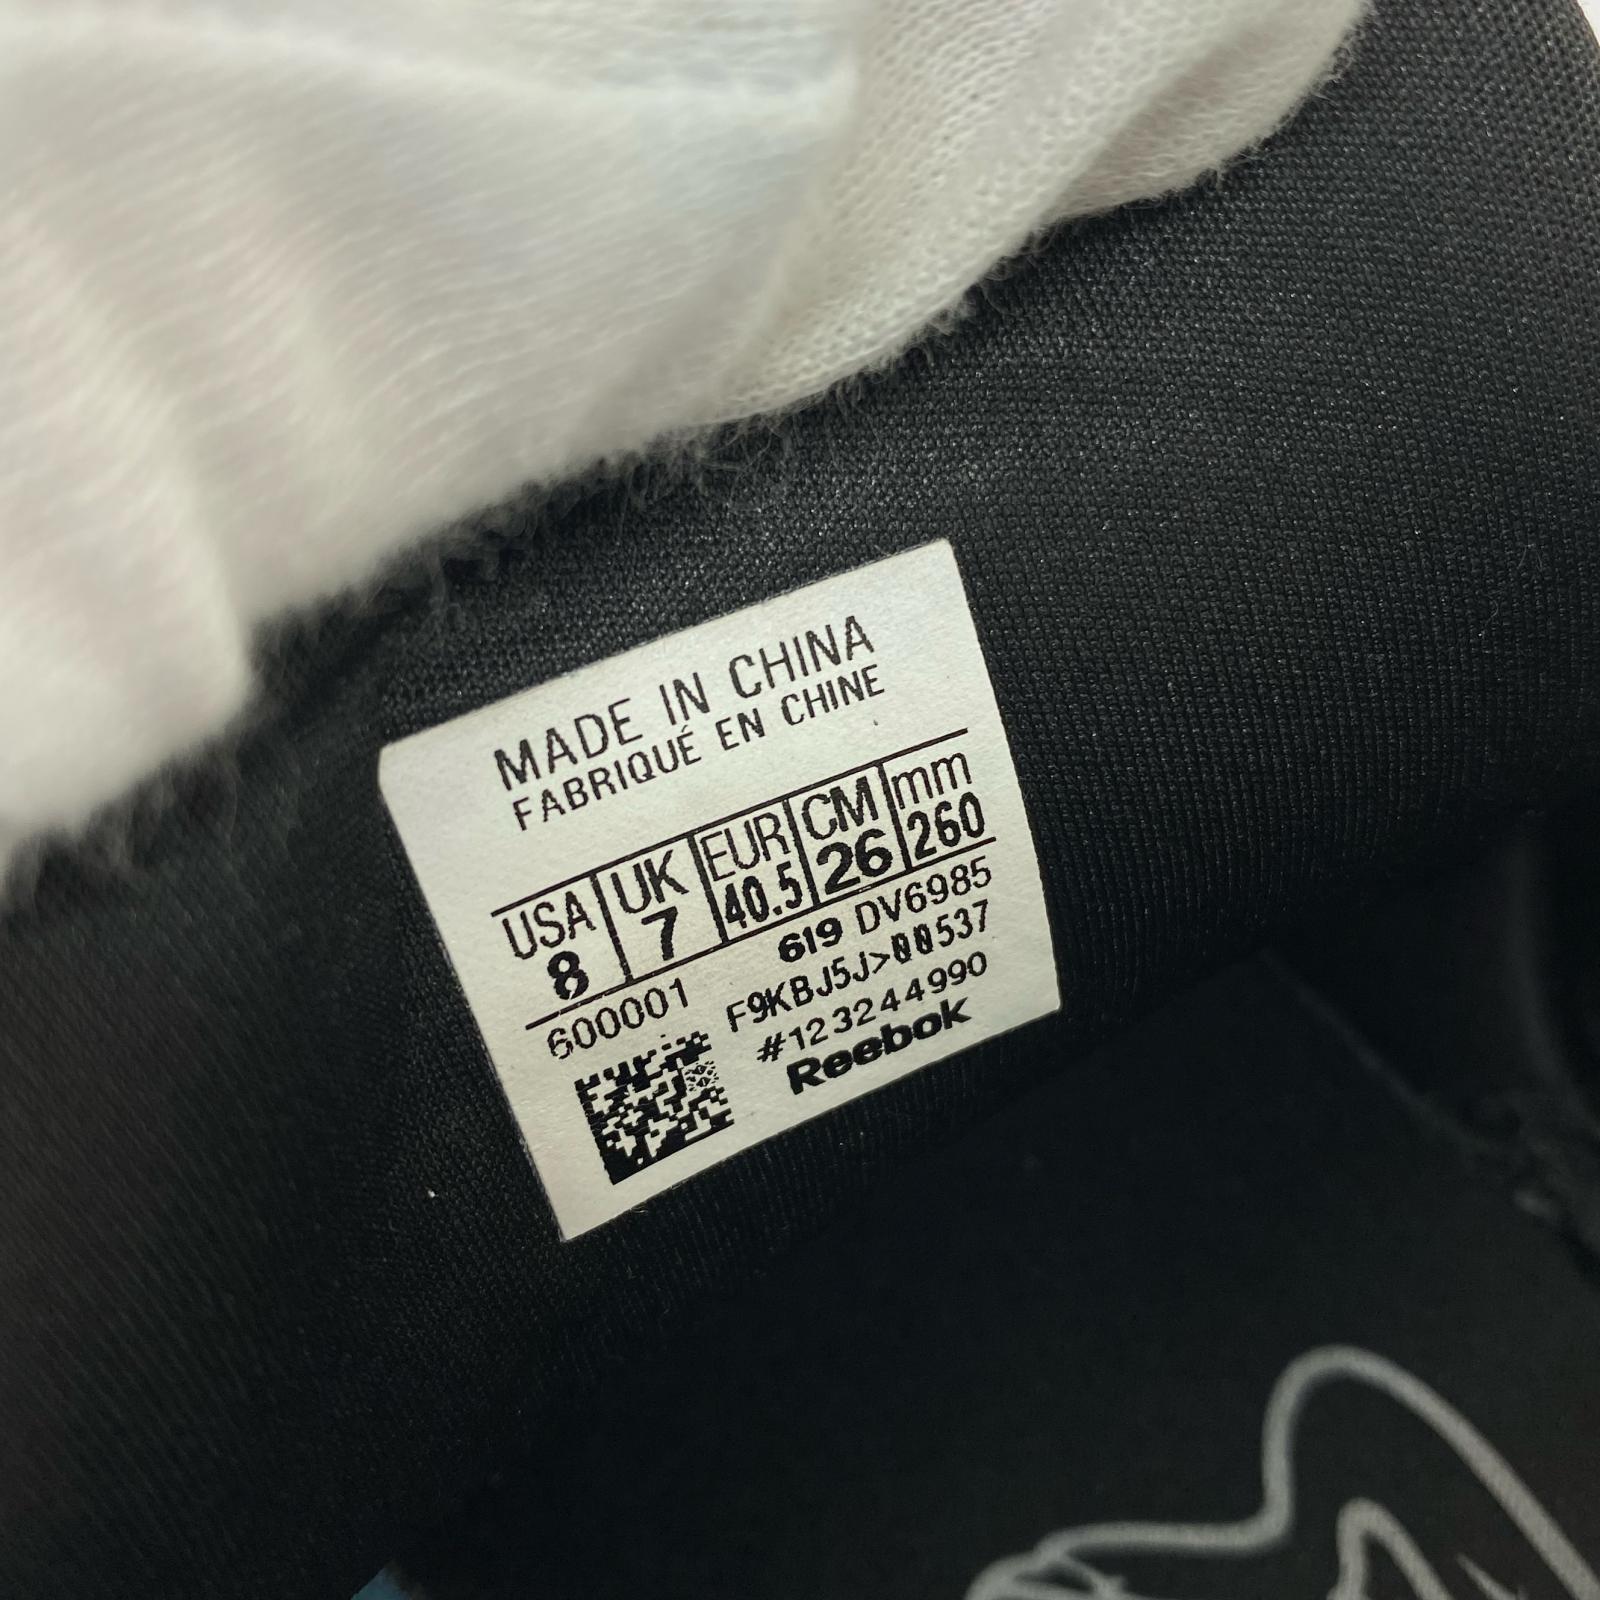 MADE IN CHINA
FABRIQUÉ EN CHINE
USA UK EUR CM mm
8 7 40.5 26 260
600001 619 DV6985
F9KBJ5J>00537
#123244990
Reebok